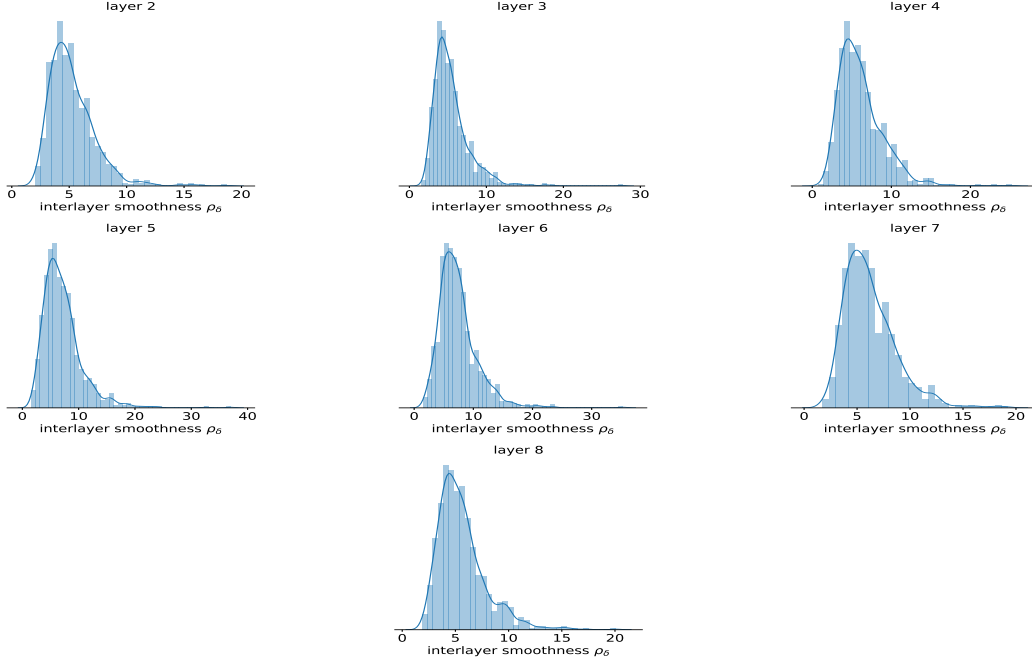 layer 2
layer 3
layer 4
0 5 10 15 20
0 10 20 30
0 10 20
interlayer smoothness ρδ
interlayer smoothness ρδ
interlayer smoothness ρδ
layer 5
layer 6
layer 7
0 10 20 30 40
0 10 20 30
0 5 10 15 20
interlayer smoothness ρδ
interlayer smoothness ρδ
interlayer smoothness ρδ
layer 8
0 5 10 15 20
interlayer smoothness ρδ